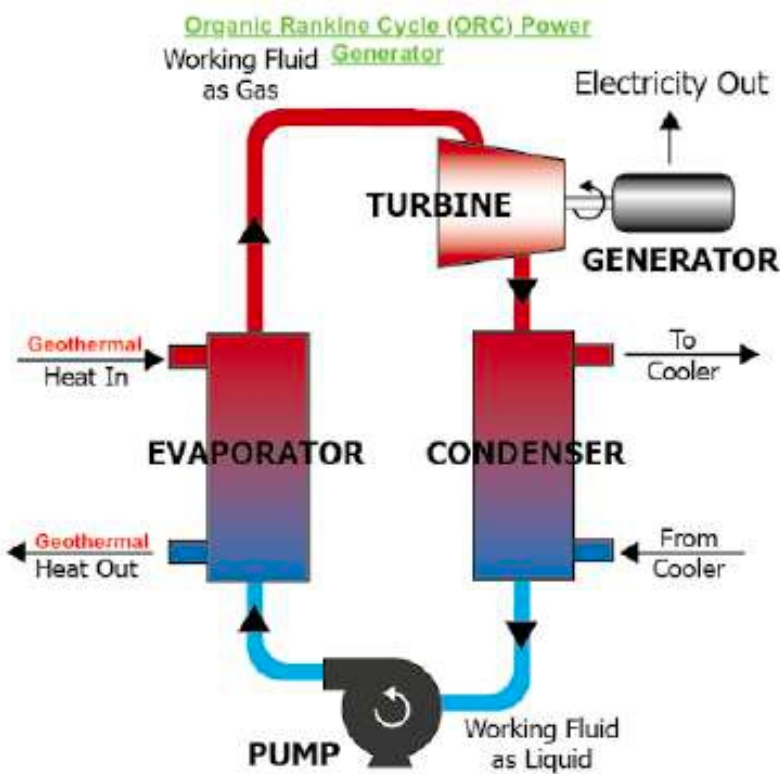 Organic Rankine Cycle (ORC) Power
Generator
Working Fluid
as Gas
Electricity Out
TURBINE
GENERATOR
Geothermal
Heat In
To
Cooler
EVAPORATOR
CONDENSER
Geothermal
Heat Out
From
Cooler
PUMP
Working Fluid
as Liquid